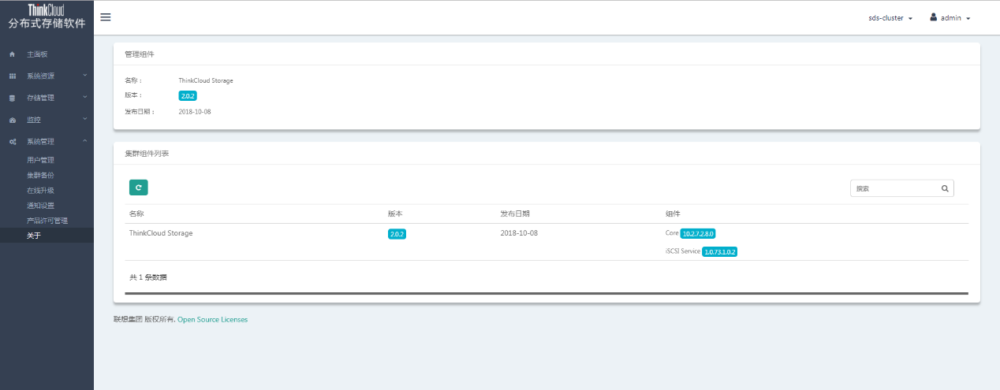 ThinkCloud
分布式存储软件
sds-cluster
admin
主面板
系统资源
存储管理
监控
系统管理
用户管理
集群备份
在线升级
通知设置
产品许可管理
关于
管理组件
名称： ThinkCloud Storage
版本： 2.0.2
发布日期： 2018-10-08
集群组件列表
搜索
名称 版本 发布日期 组件
ThinkCloud Storage 2.0.2 2018-10-08 Core 10.2.7.2.8.0
iSCSI Service 1.0.73.1.0.2
共 1 条数据
联想集团 版权所有. Open Source Licenses